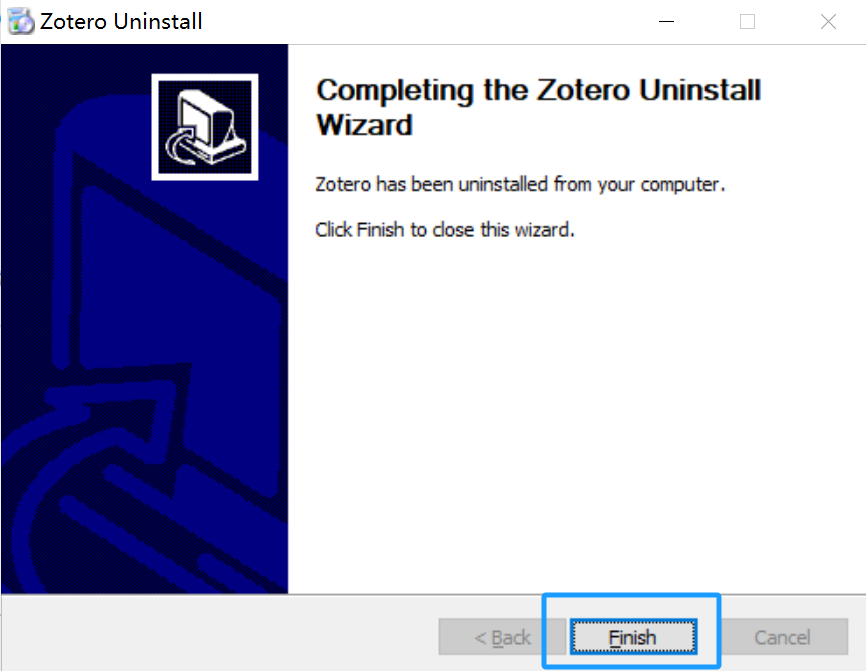 Zotero Uninstall
Completing the Zotero Uninstall
Wizard
Zotero has been uninstalled from your computer.
Click Finish to close this wizard.
< Back
Finish
Cancel